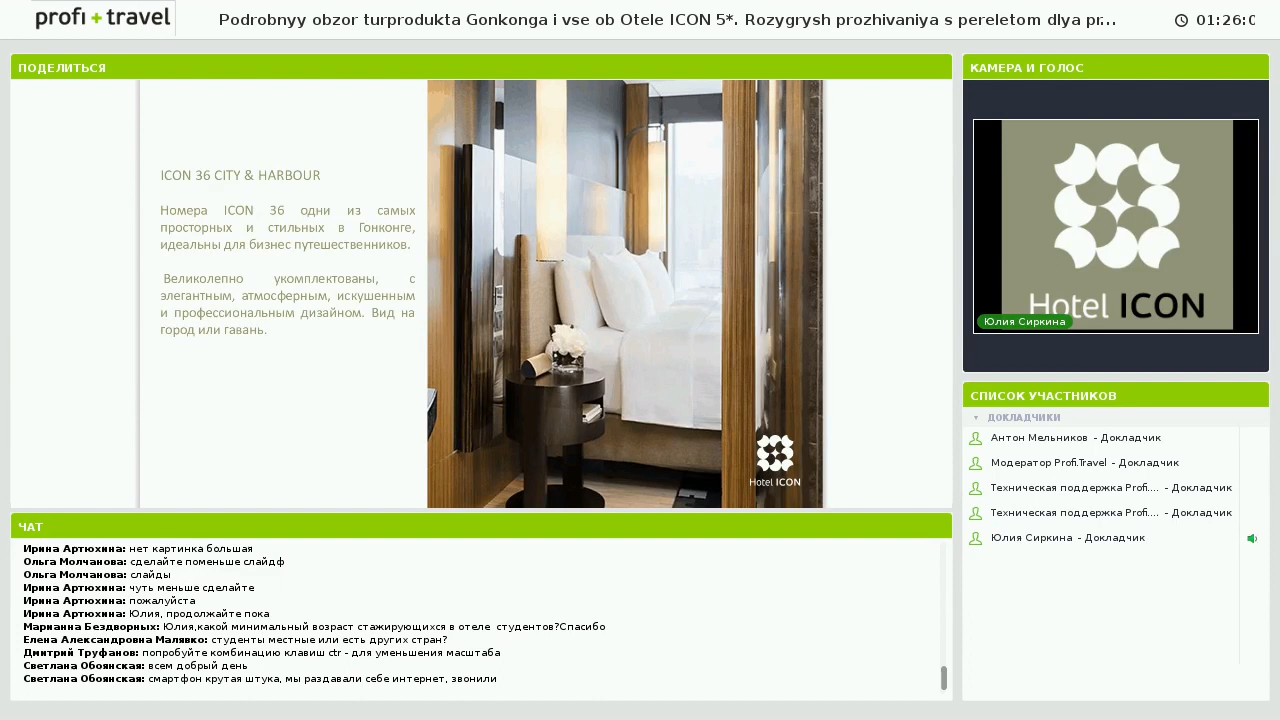 profi + travel
Podrobnyy obzor turprodukta Gonkonga i vse ob Otele ICON 5*. Rozygrysh prozhivaniya s pereletom dlya pr...
01:26:0
ПОДЕЛИТЬСЯ
ICON 36 CITY & HARBOUR
Номера ICON 36 одни из самых
просторных и стильных в Гонконге,
идеальны для бизнес путешественников.
Великолепно укомплектованы, с
элегантным, атмосферным, искушенным
и профессиональным дизайном. Вид на
город или гавань.
Hotel ICON
КАМЕРА И ГОЛОС
Hotel ICON
Юлия Сиркина
СПИСОК УЧАСТНИКОВ
ДОКЛАДЧИКИ
Антон Мельников - Докладчик
Модератор Profi.Travel - Докладчик
Техническая поддержка Profi.... - Докладчик
Техническая поддержка Profi.... - Докладчик
Юлия Сиркина - Докладчик
ЧАТ
Ирина Артюхина: нет картинка большая
Ольга Молчанова: сделайте поменьше слайдф
Ольга Молчанова: слайды
Ирина Артюхина: чуть меньше сделайте
Ирина Артюхина: пожалуйста
Ирина Артюхина: Юлия, продолжайте пока
Марианна Бездворных: Юлия,какой минимальный возраст стажирующихся в отеле студентов?Спасибо
Елена Александровна Малявко: студенты местные или есть других стран?
Дмитрий Труфанов: попробуйте комбинацию клавиш ctr - для уменьшения масштаба
Светлана Обоянская: всем добрый день
Светлана Обоянская: смартфон крутая штука, мы раздавали себе интернет, звонили